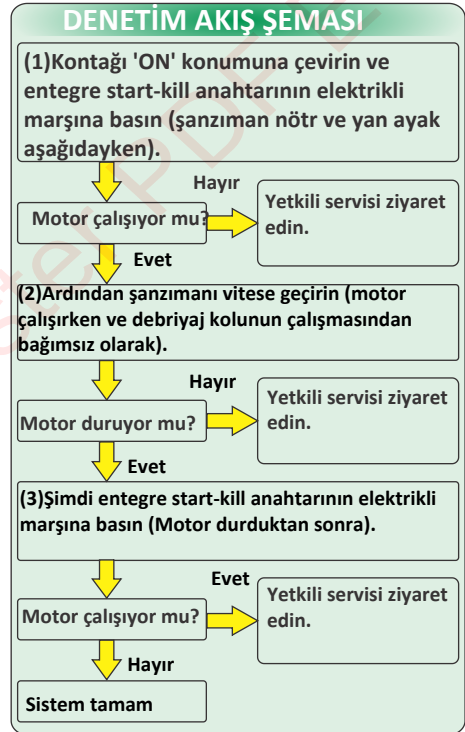 DENETİM AKIŞ ŞEMASI
(1)Kontağı 'ON' konumuna çevirin ve
entegre start-kill anahtarının elektrikli
marşına basın (şanzıman nötr ve yan ayak
aşağıdayken).
Hayır
Motor çalışıyor mu?
Yetkili servisi ziyaret
edin.
Evet
(2)Ardından şanzımanı vitese geçirin (motor
çalışırken ve debriyaj kolunun çalışmasından
bağımsız olarak).
Hayır
Motor duruyor mu?
Yetkili servisi ziyaret
edin.
Evet
(3)Şimdi entegre start-kill anahtarının elektrikli
marşına basın (Motor durduktan sonra).
Evet
Motor çalışıyor mu?
Yetkili servisi ziyaret
edin.
Hayır
Sistem tamam